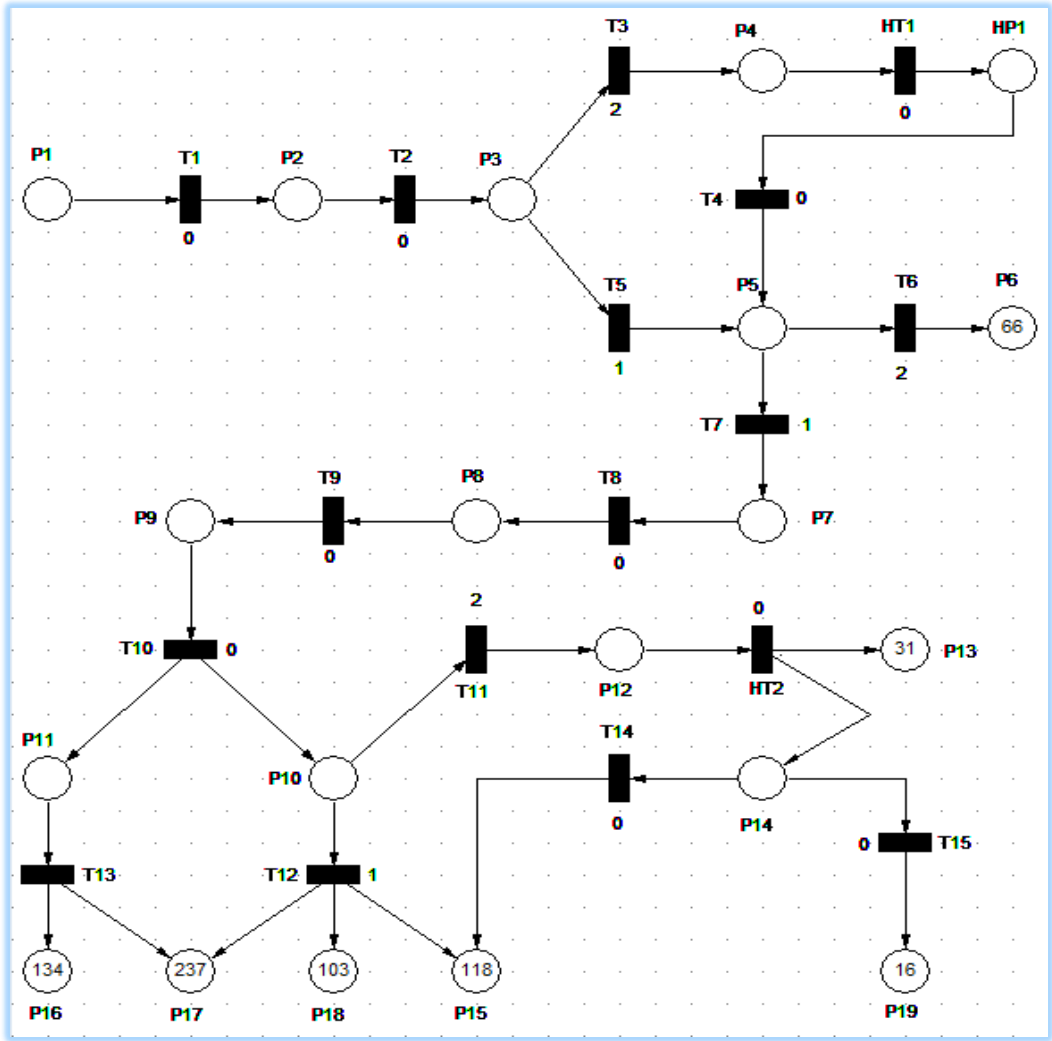 T3 P4 HT1 HP1
2 0
P1 T1 P2 T2 P3
0 0
T4 0
T5 P5 T6 P6
66
1 2
T7 1
T9 P8 T8
P9 P7
0 0
2 0
T10 0 31 P13
T11 P12 HT2
P11 T14
P10
0 P14 0 T15
T13 T12 1
134 237 103 118 16
P16 P17 P18 P15 P19